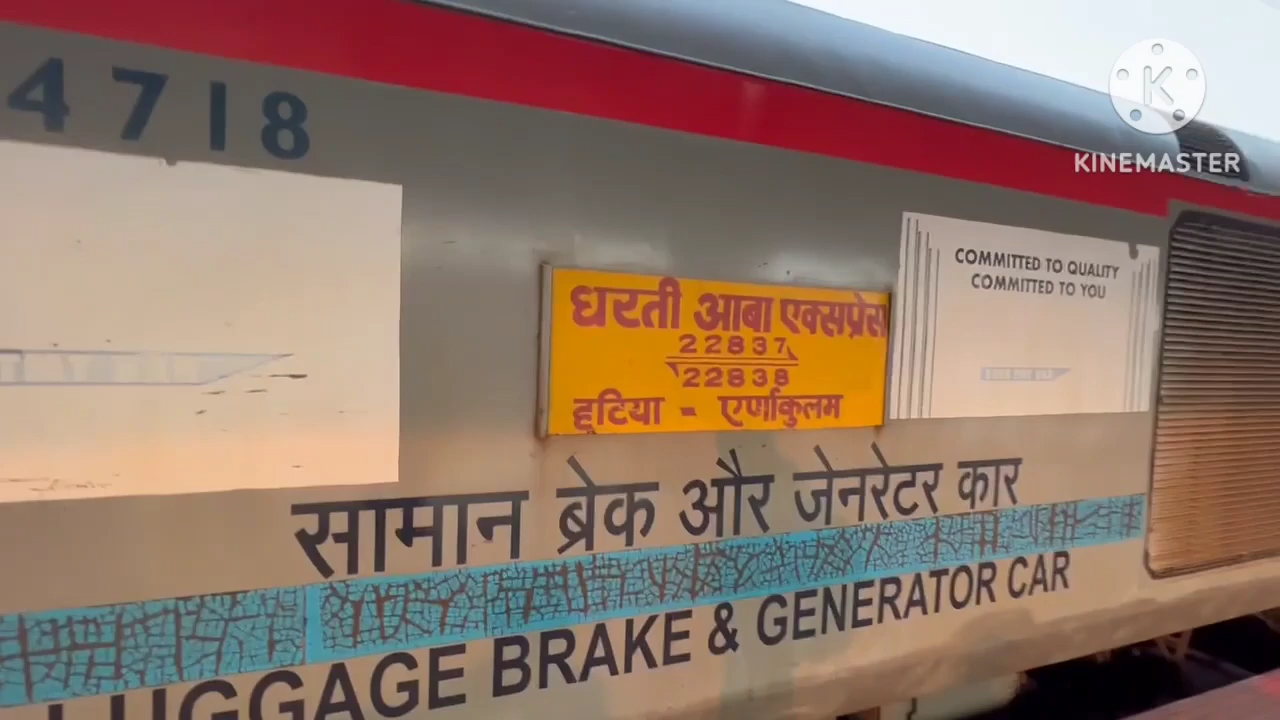 4718
KINEMASTER
COMMITTED TO QUALITY
COMMITTED TO YOU
धरती आबा एक्सप्रेस
22837
22838
हटिया - एर्णाकुलम
सामान ब्रेक और जेनरेटर कार
LUGGAGE BRAKE & GENERATOR CAR